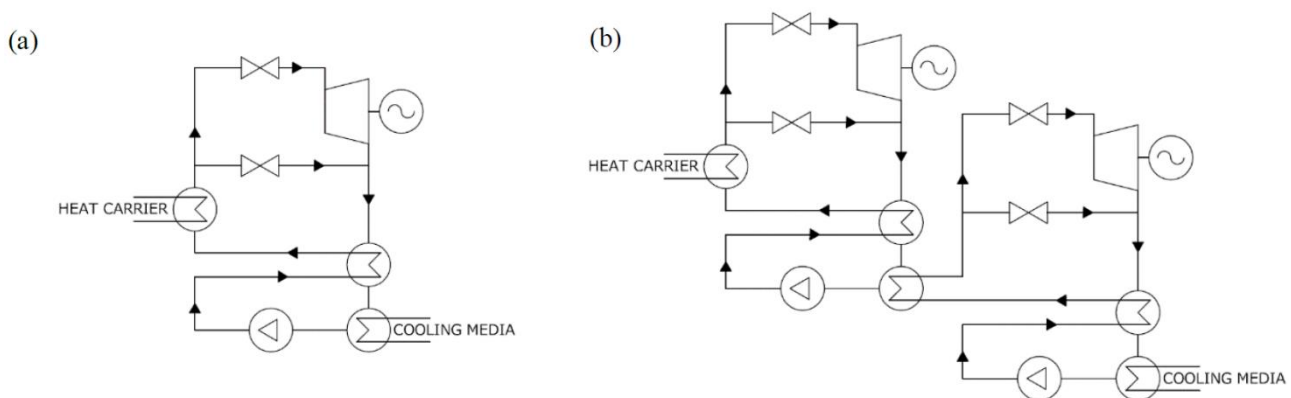 (a)
HEAT CARRIER
COOLING MEDIA
(b)
HEAT CARRIER
COOLING MEDIA